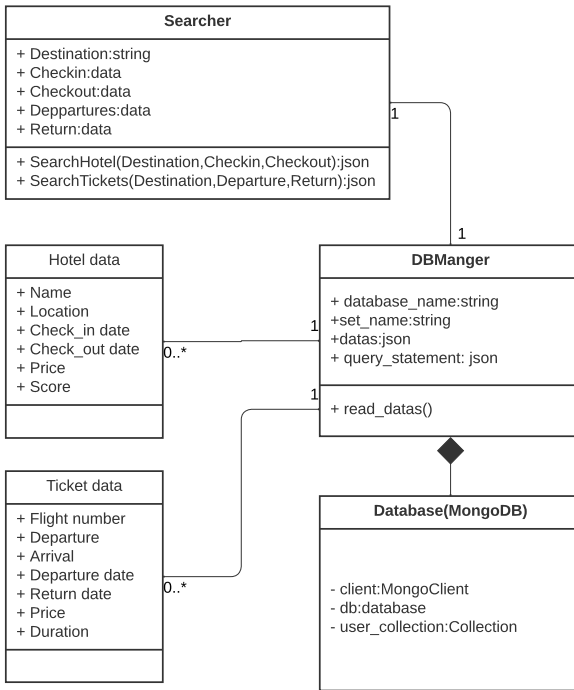 Searcher
+ Destination:string
+ Checkin:data
+ Checkout:data
+ Deppartures:data
+ Return:data
+ SearchHotel(Destination,Checkin,Checkout):json
+ SearchTickets(Destination,Departure,Return):json
1
1
Hotel data
+ Name
+ Location
+ Check_in date
+ Check_out date
+ Price
+ Score
0..*
1
DBManger
+ database_name:string
+set_name:string
+datas:json
+ query_statement: json
+ read_datas()
1
Ticket data
+ Flight number
+ Departure
+ Arrival
+ Departure date
+ Return date
+ Price
+ Duration
0..*
Database(MongoDB)
- client:MongoClient
- db:database
- user_collection:Collection